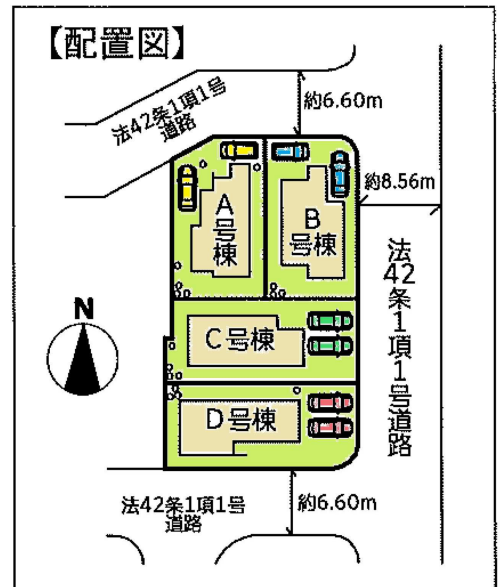 【配置図】
法42条1項1号
道路
約6.60m
約8.56m
A
号
棟
B
号棟
法42条1項1号道路
N
C号棟
D号棟
法42条1項1号
道路
約6.60m